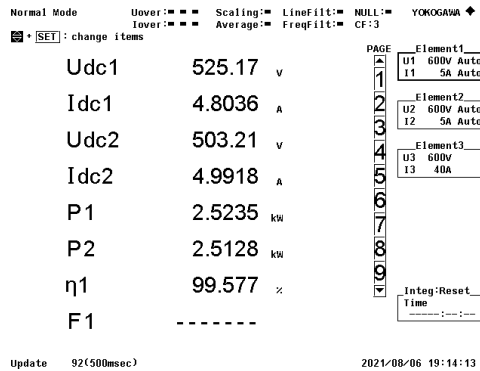 Normal Mode Uover:■ ■ ■ Scaling:■ LineFilt:■ NULL:■ YOKOGAWA ◆
Iover:■ ■ ■ Average:■ FreqFilt:■ CF:3
+ SET : change items
PAGE
Udc1 525.17 V
Idc1 4.8036 A
Udc2 503.21 V
Idc2 4.9918 A
P1 2.5235 kW
P2 2.5128 kW
η1 99.577 %
F1 -------
1
2
3
4
5
6
7
8
9
Element1
U1 600V Auto
I1 5A Auto
Element2
U2 600V Auto
I2 5A Auto
Element3
U3 600V
I3 40A
Integ:Reset
Time
-----:--:--
Update 92(500msec) 2021/08/06 19:14:13